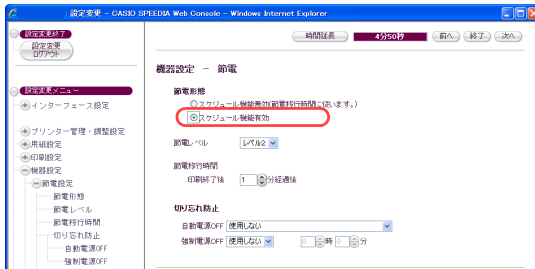 : 設定変更 - CASIO SPEEDIA Web Console - Windows Internet Explorer
設定変更終了
設定変更
ログアウト
設定変更メニュー
インターフェース設定
プリンター管理・調整設定
用紙設定
印刷設定
機器設定
節電設定
節電形態
節電レベル
節電移行時間
切り忘れ防止
自動電源OFF
強制電源OFF
時間延長 4分50秒 前へ 終了 次へ
機器設定 － 節電
節電形態
スケジュール機能無効(節電移行時間に従います。)
スケジュール機能有効
節電レベル レベル2
節電移行時間
印刷終了後 1 分経過後
切り忘れ防止
自動電源OFF 使用しない
強制電源OFF 使用しない 0 時 0 分